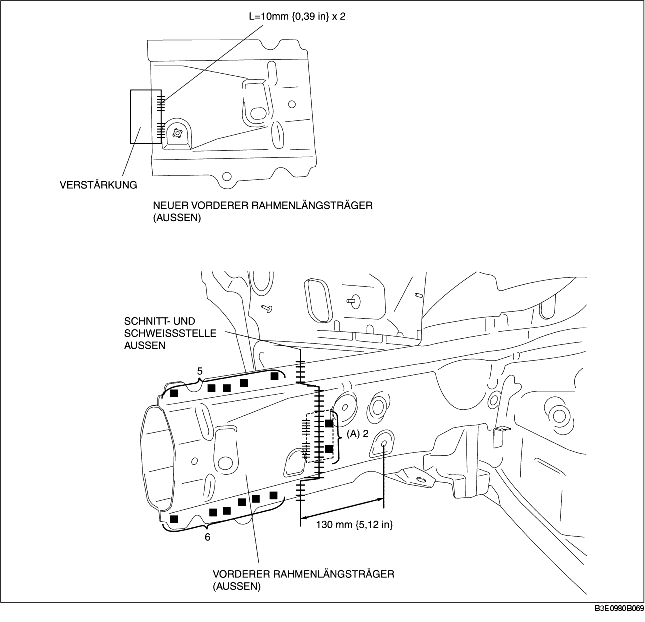 L=10mm {0,39 in} x 2
VERSTÄRKUNG
NEUER VORDERER RAHMENLÄNGSTRÄGER
(AUSSEN)
SCHNITT- UND
SCHWEISSSTELLE
AUSSEN
5
(A) 2
130 mm {5,12 in}
6
VORDERER RAHMENLÄNGSTRÄGER
(AUSSEN)
B3E0980B069